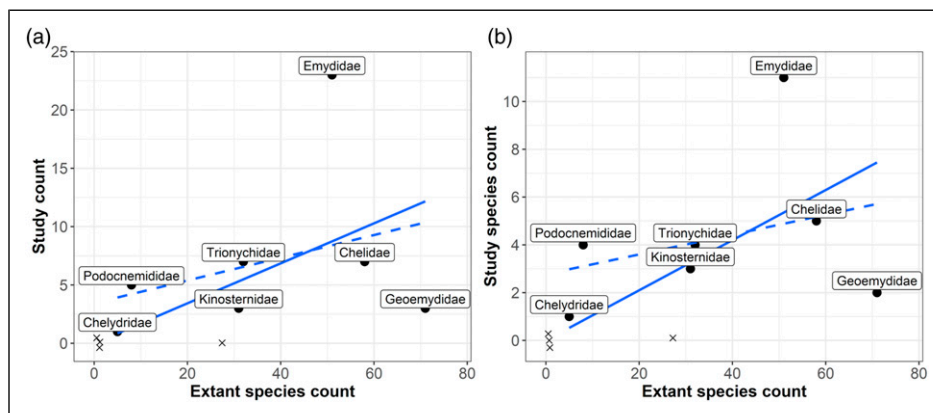 (a)
25
20
15
10
5
0
Study count
Emydidae
Trionychidae
Chelidae
Podocnemididae
Kinosternidae
Geoemydidae
Chelydridae
0 20 40 60 80
Extant species count
(b)
10
8
6
4
2
0
Study species count
Emydidae
Chelidae
Podocnemididae
Trionychidae
Kinosternidae
Geoemydidae
Chelydridae
0 20 40 60 80
Extant species count